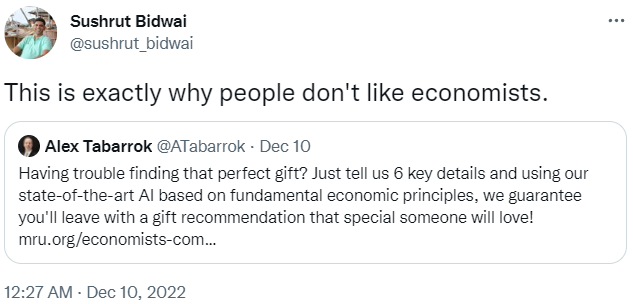 Sushrut Bidwai
@sushrut_bidwai
This is exactly why people don't like economists.
Alex Tabarrok @ATabarrok · Dec 10
Having trouble finding that perfect gift? Just tell us 6 key details and using our
state-of-the-art AI based on fundamental economic principles, we guarantee
you'll leave with a gift recommendation that special someone will love!
mru.org/economists-com...
12:27 AM · Dec 10, 2022